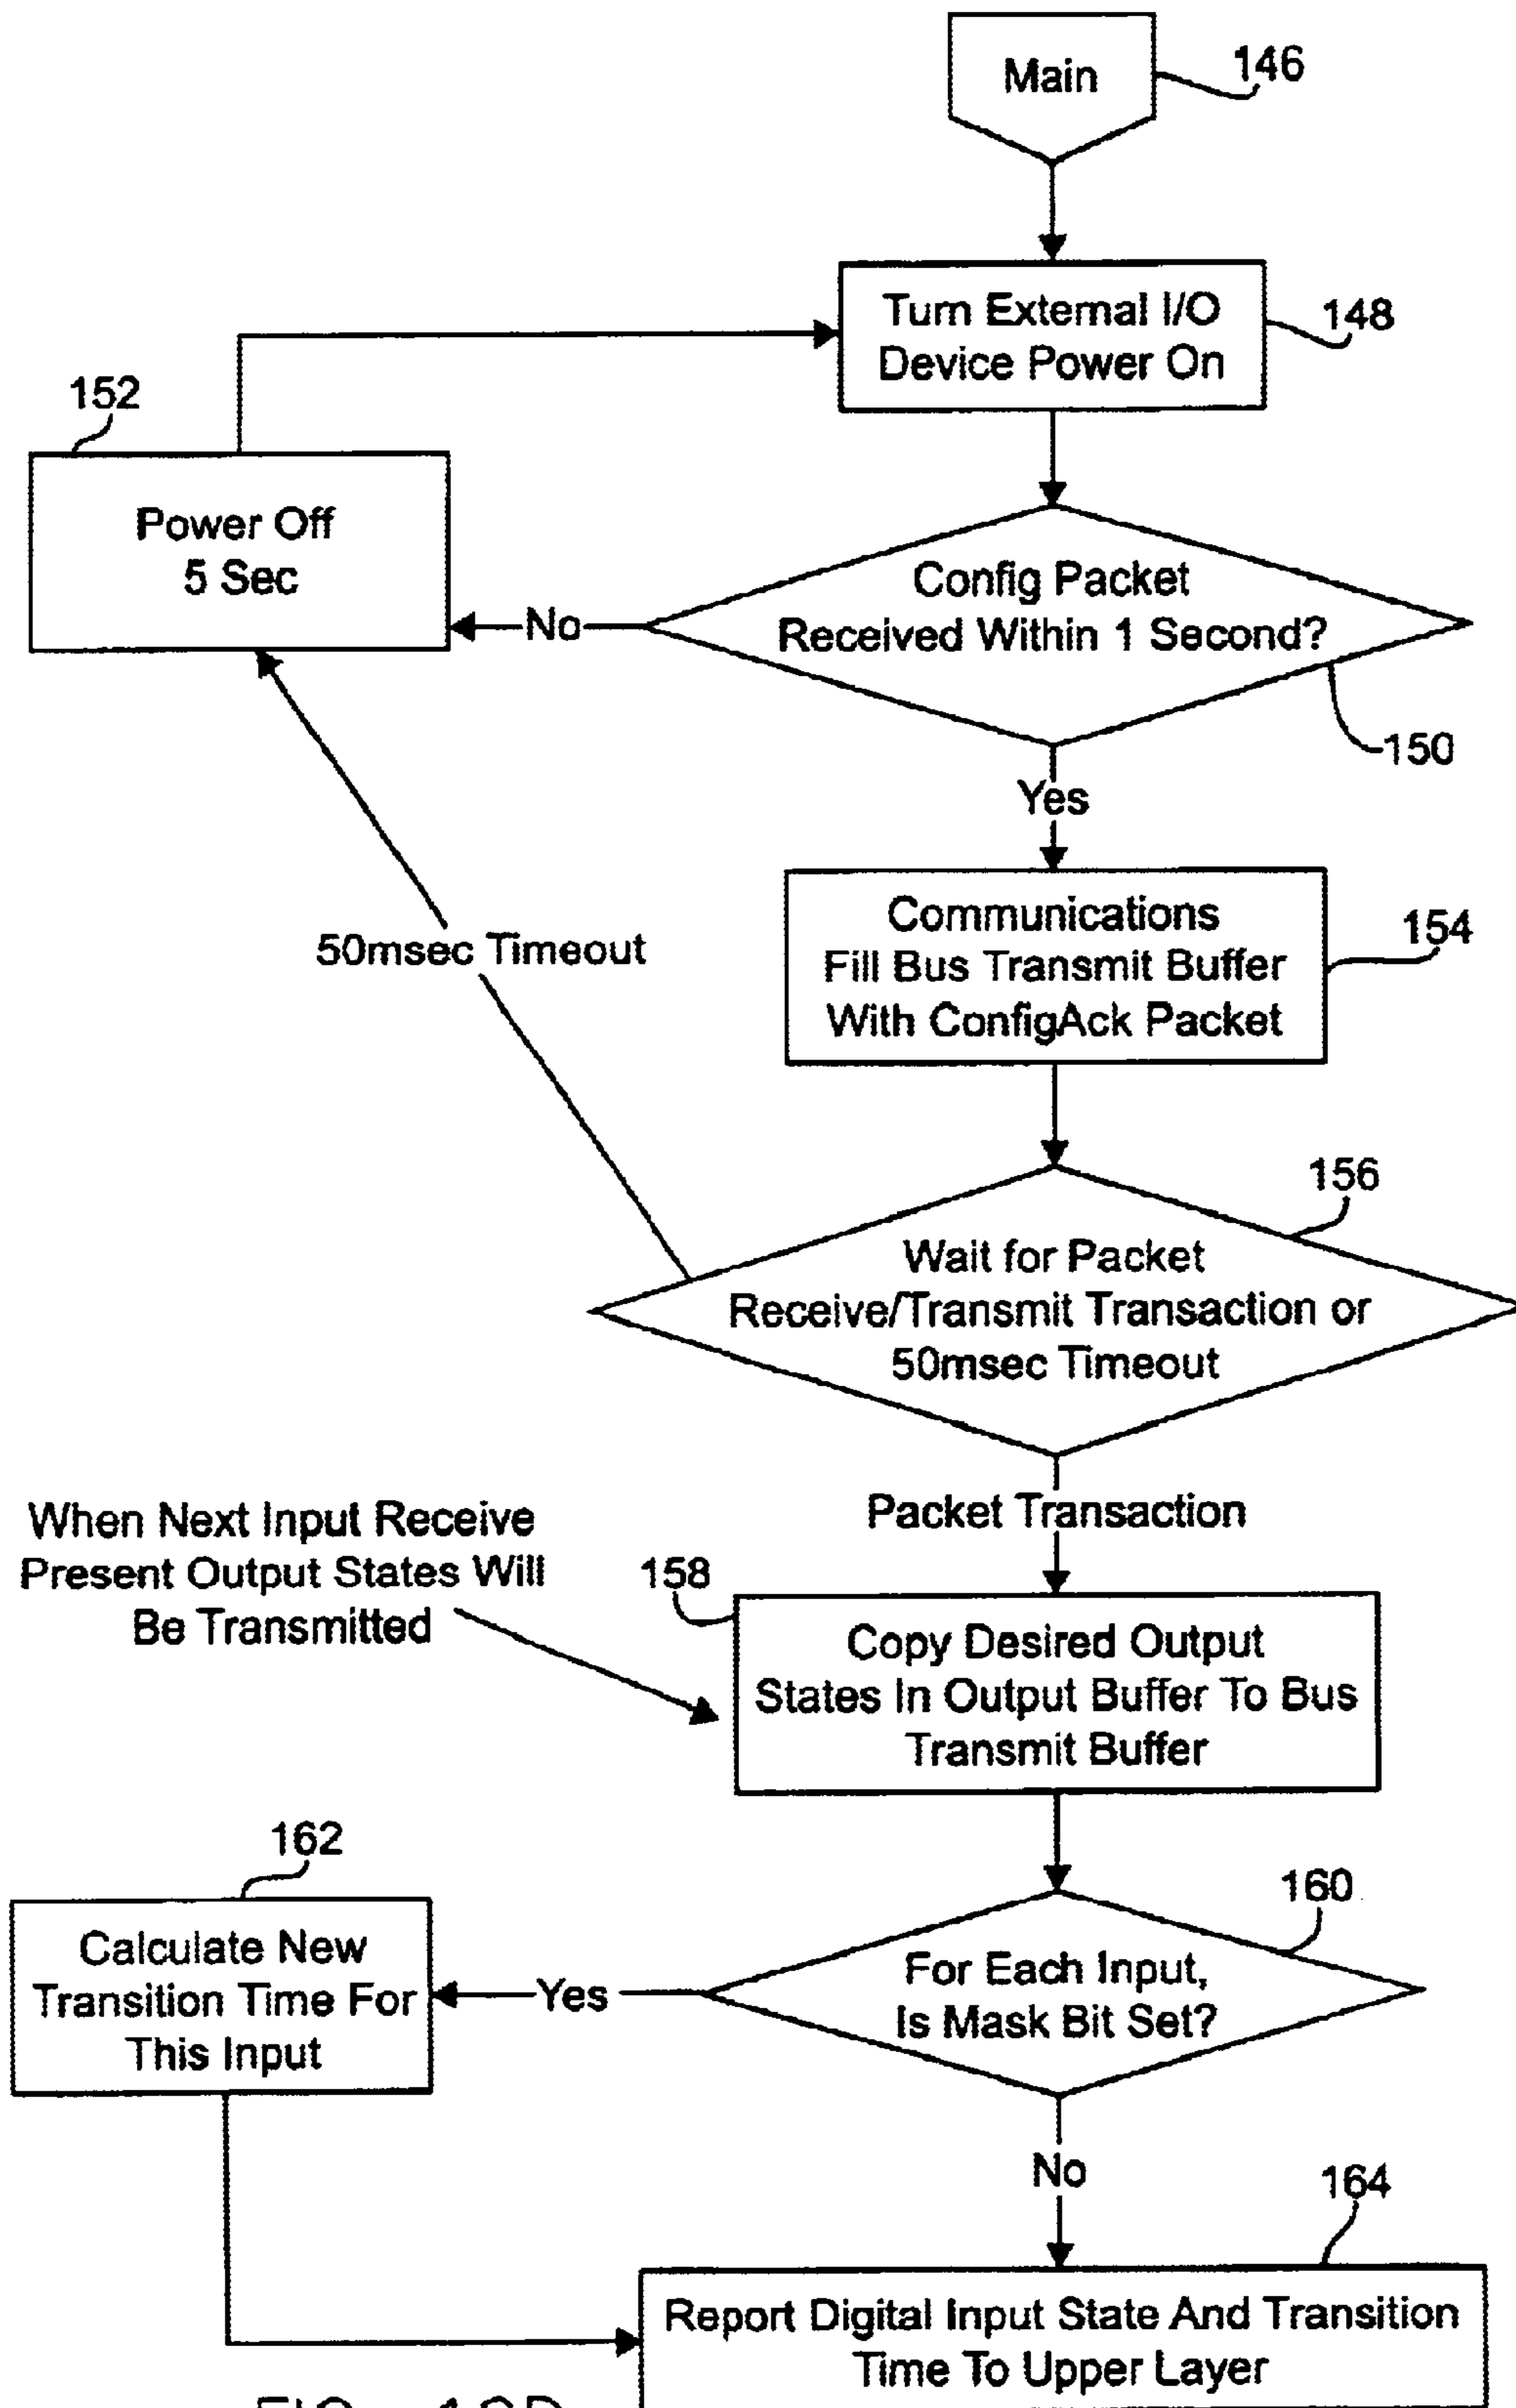 Main
146
Turn External I/O
Device Power On
148
152
Power Off
5 Sec
No
Config Packet
Received Within 1 Second?
150
Yes
Communications
Fill Bus Transmit Buffer
With ConfigAck Packet
154
50msec Timeout
156
Wait for Packet
Receive/Transmit Transaction or
50msec Timeout
Packet Transaction
When Next Input Receive
Present Output States Will
Be Transmitted
158
Copy Desired Output
States In Output Buffer To Bus
Transmit Buffer
162
160
Calculate New
Transition Time For
This Input
Yes
For Each Input,
Is Mask Bit Set?
No
164
Report Digital Input State And Transition
Time To Upper Layer